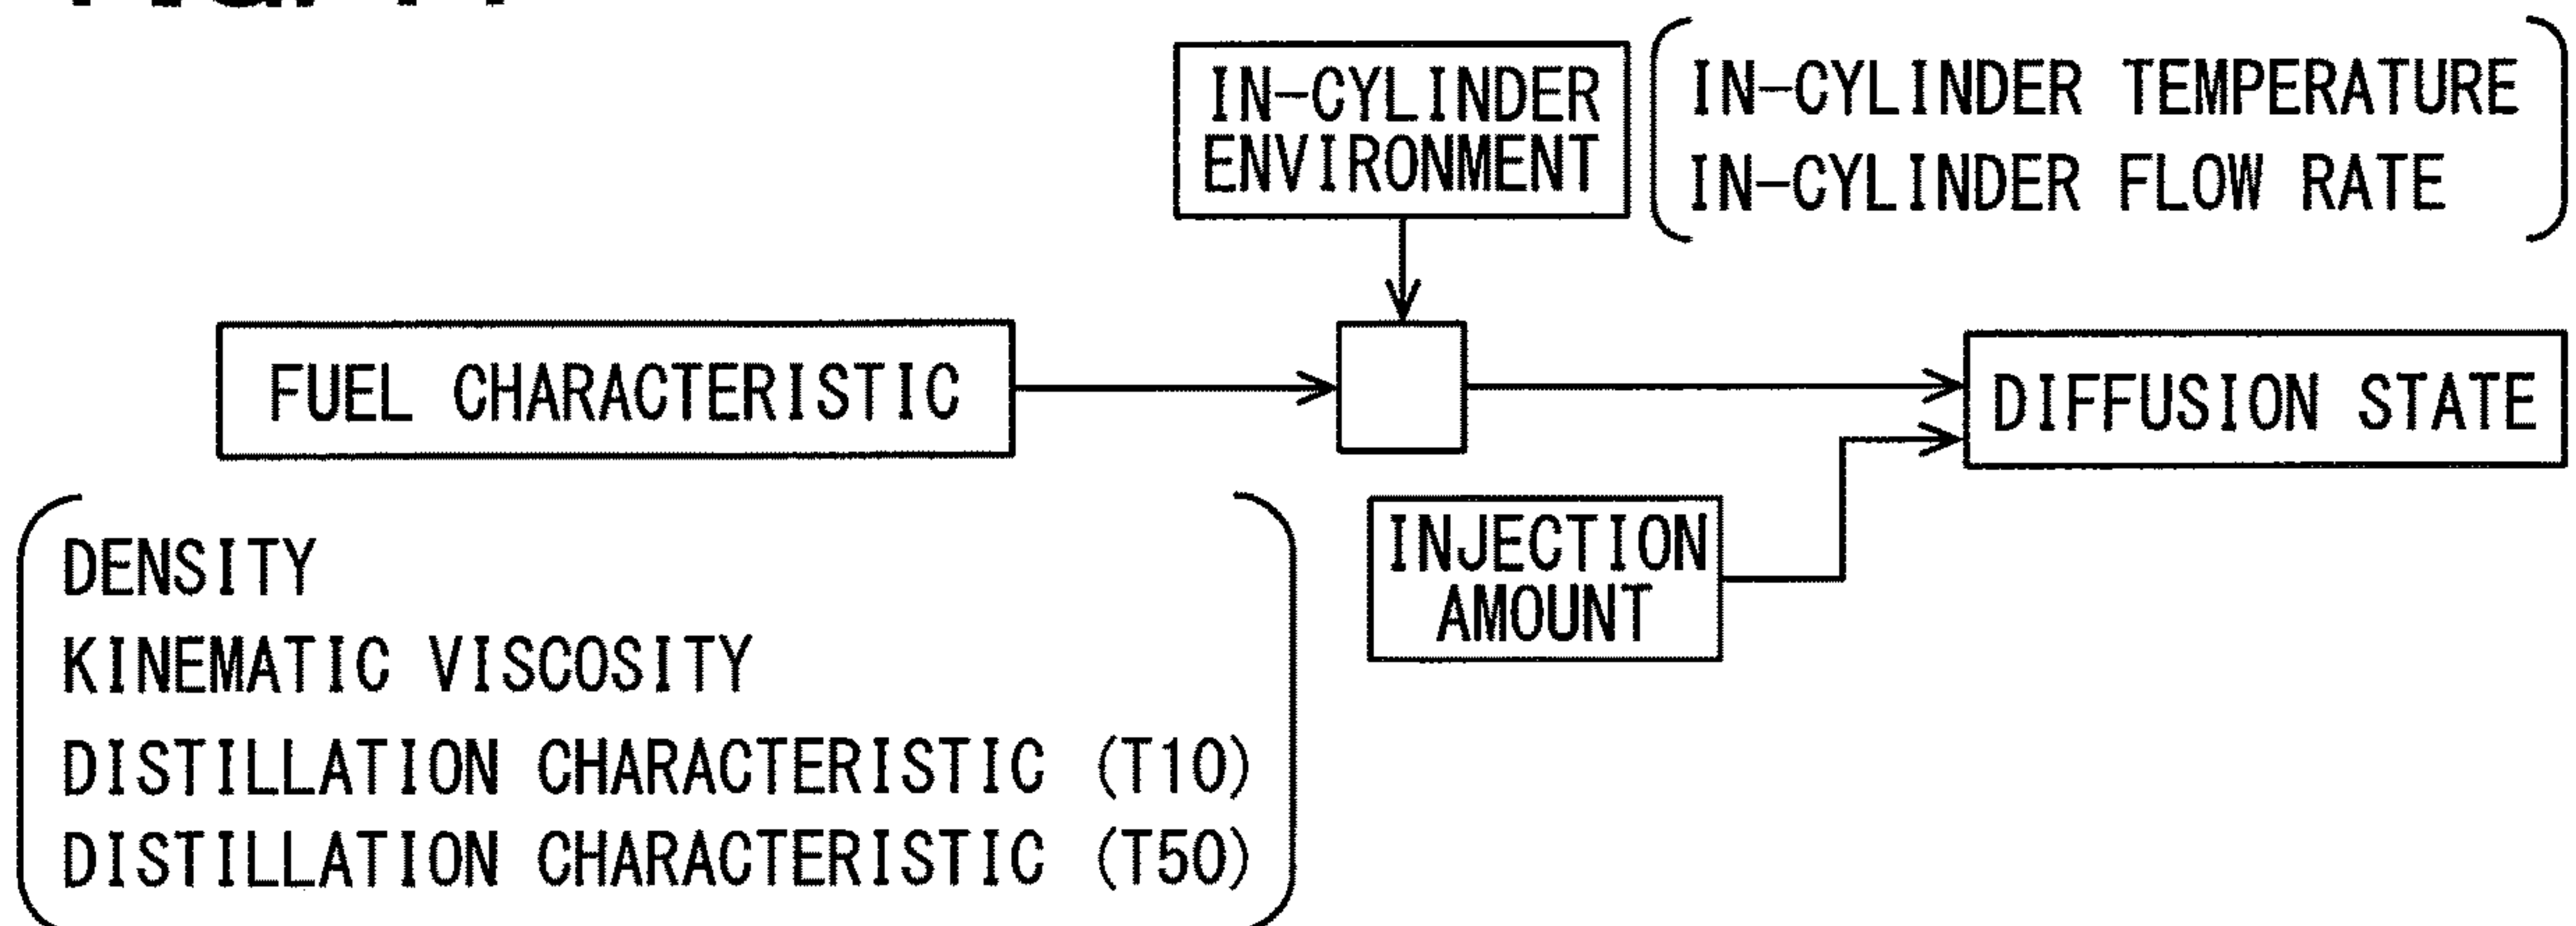 IN-CYLINDER
ENVIRONMENT
IN-CYLINDER TEMPERATURE
IN-CYLINDER FLOW RATE
FUEL CHARACTERISTIC
DIFFUSION STATE
INJECTION
AMOUNT
DENSITY
KINEMATIC VISCOSITY
DISTILLATION CHARACTERISTIC (T10)
DISTILLATION CHARACTERISTIC (T50)